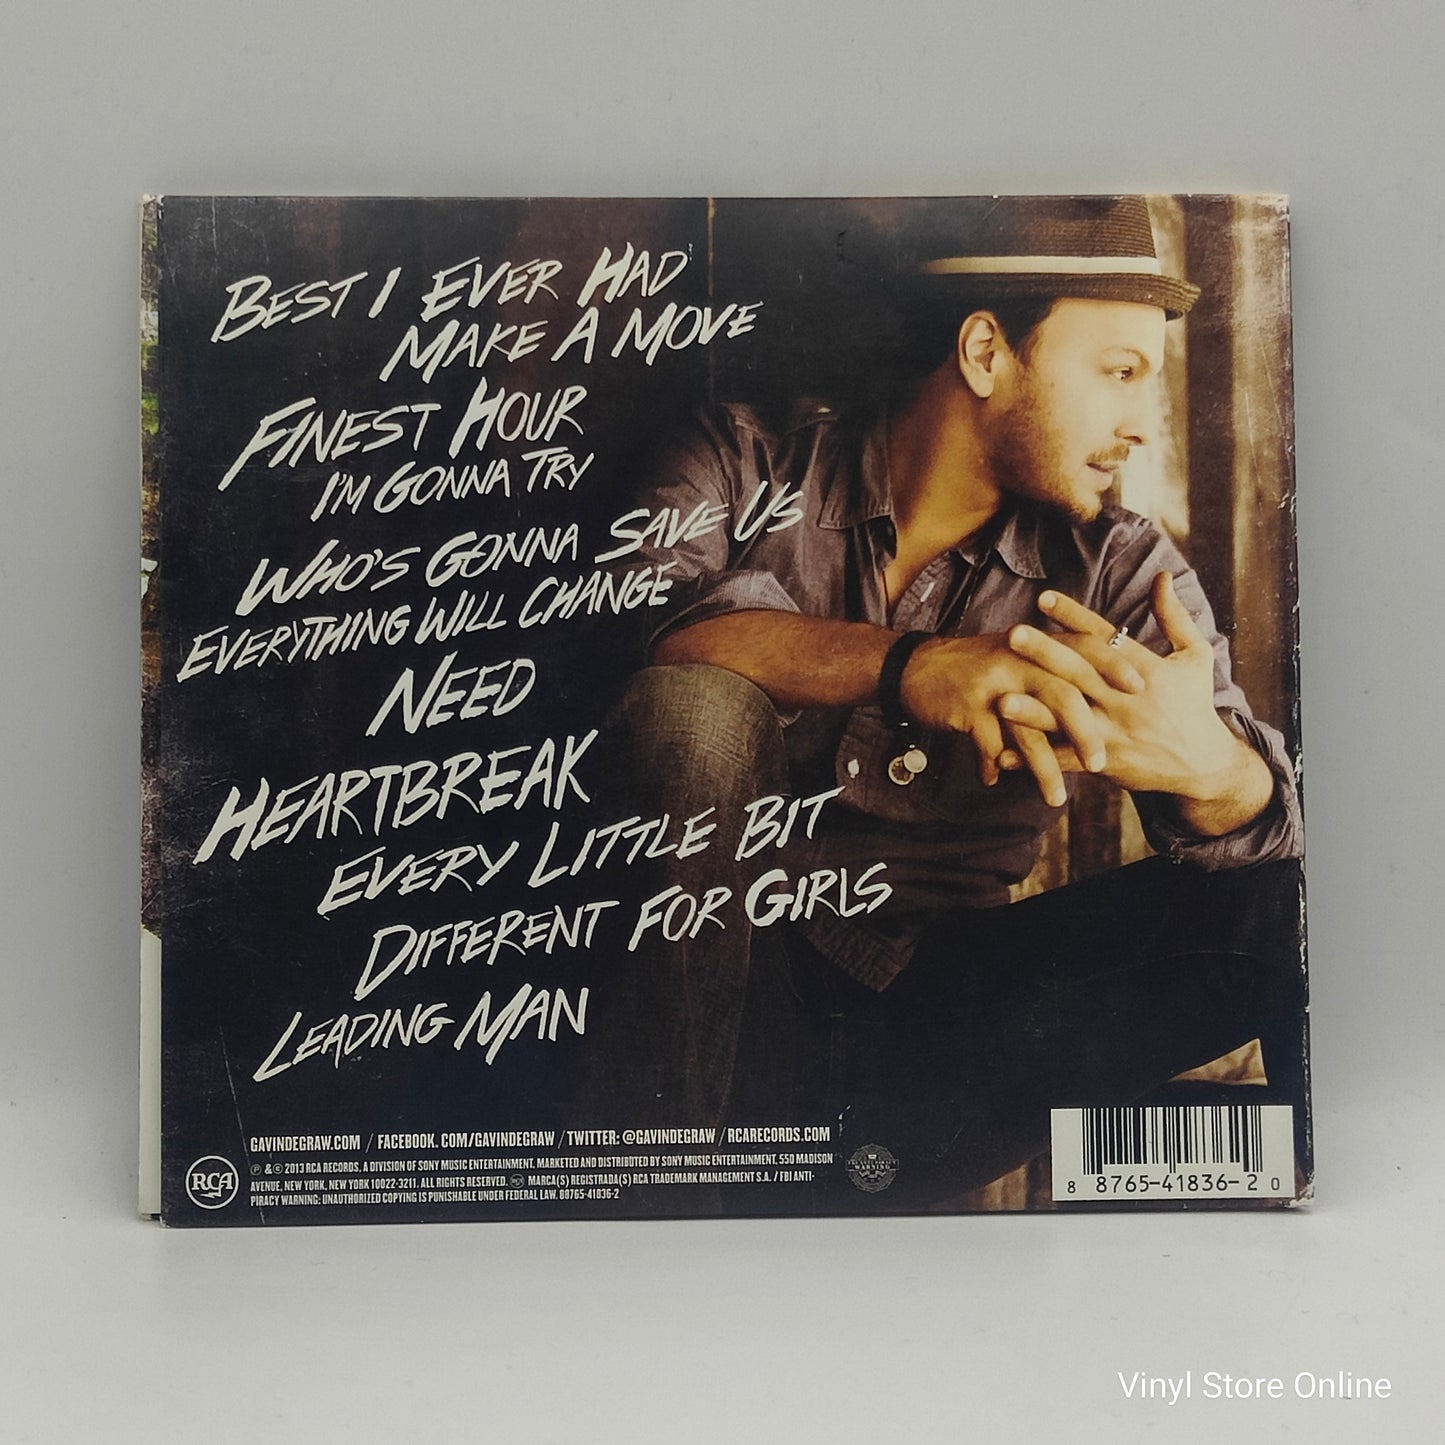 BEST I EVER HAD
MAKE A MOVE
FINEST HOUR
I'M GONNA TRY
WHO'S GONNA SAVE US
EVERYTHING WILL CHANGE
NEED
HEARTBREAK
EVERY LITTLE BIT
DIFFERENT FOR GIRLS
LEADING MAN
GAVINDEGRAW.COM / FACEBOOK.COM/GAVINDEGRAW / TWITTER: @GAVINDEGRAW / RCARECORDS.COM
RCA
℗ & © 2013 RCA RECORDS, A DIVISION OF SONY MUSIC ENTERTAINMENT. MARKETED AND DISTRIBUTED BY SONY MUSIC ENTERTAINMENT, 550 MADISON
AVENUE, NEW YORK, NEW YORK 10022-3211. ALL RIGHTS RESERVED. MARCA(S) REGISTRADA(S) RCA TRADEMARK MANAGEMENT S.A. / FBI ANTI-
PIRACY WARNING: UNAUTHORIZED COPYING IS PUNISHABLE UNDER FEDERAL LAW. 88765-41836-2
WARNING
8 8765-41836-2 0
Vinyl Store Online